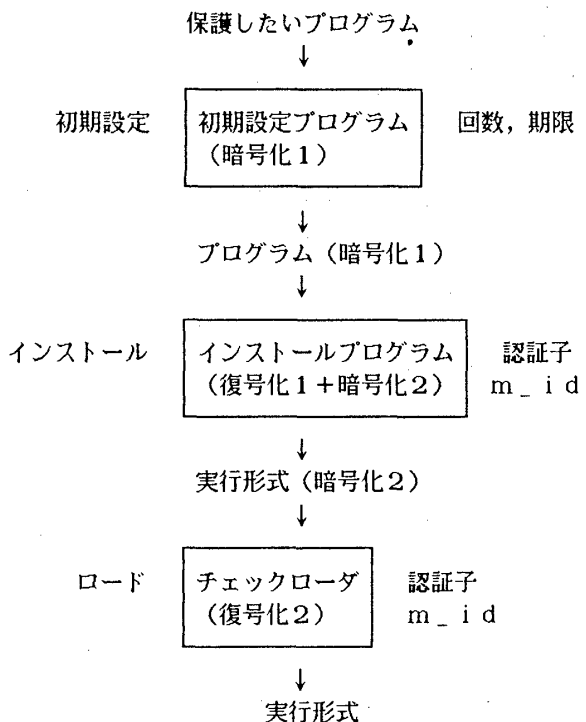 保護したいプログラム
↓
初期設定 初期設定プログラム 回数，期限
（暗号化１）
↓
プログラム（暗号化１）
↓
インストール インストールプログラム 認証子
（復号化１＋暗号化２） ｍ＿ｉｄ
↓
実行形式（暗号化２）
↓
ロード チェックローダ 認証子
（復号化２） ｍ＿ｉｄ
↓
実行形式